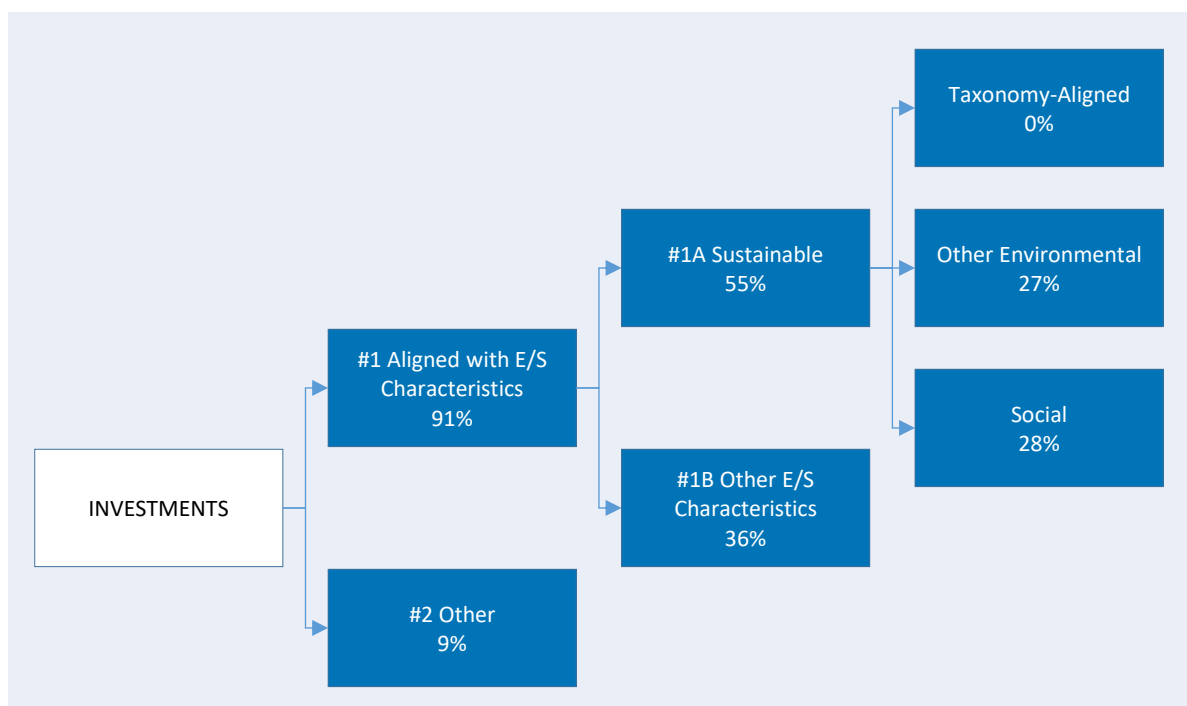 INVESTMENTS
#1 Aligned with E/S
Characteristics
91%
#2 Other
9%
#1A Sustainable
55%
#1B Other E/S
Characteristics
36%
Taxonomy-Aligned
0%
Other Environmental
27%
Social
28%